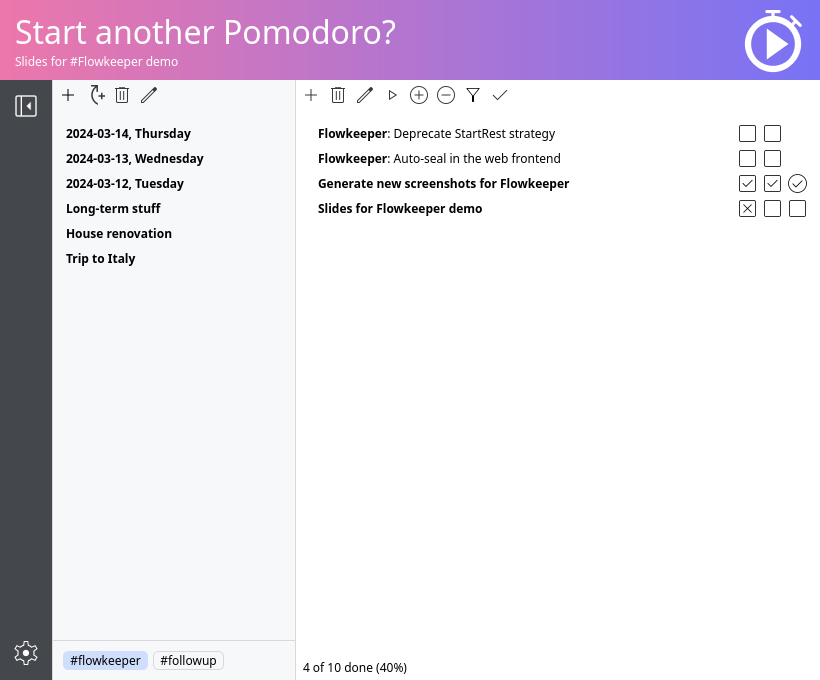 Start another Pomodoro?
Slides for #Flowkeeper demo
2024-03-14, Thursday
2024-03-13, Wednesday
2024-03-12, Tuesday
Long-term stuff
House renovation
Trip to Italy
#flowkeeper #followup
Flowkeeper: Deprecate StartRest strategy
Flowkeeper: Auto-seal in the web frontend
Generate new screenshots for Flowkeeper
Slides for Flowkeeper demo
4 of 10 done (40%)